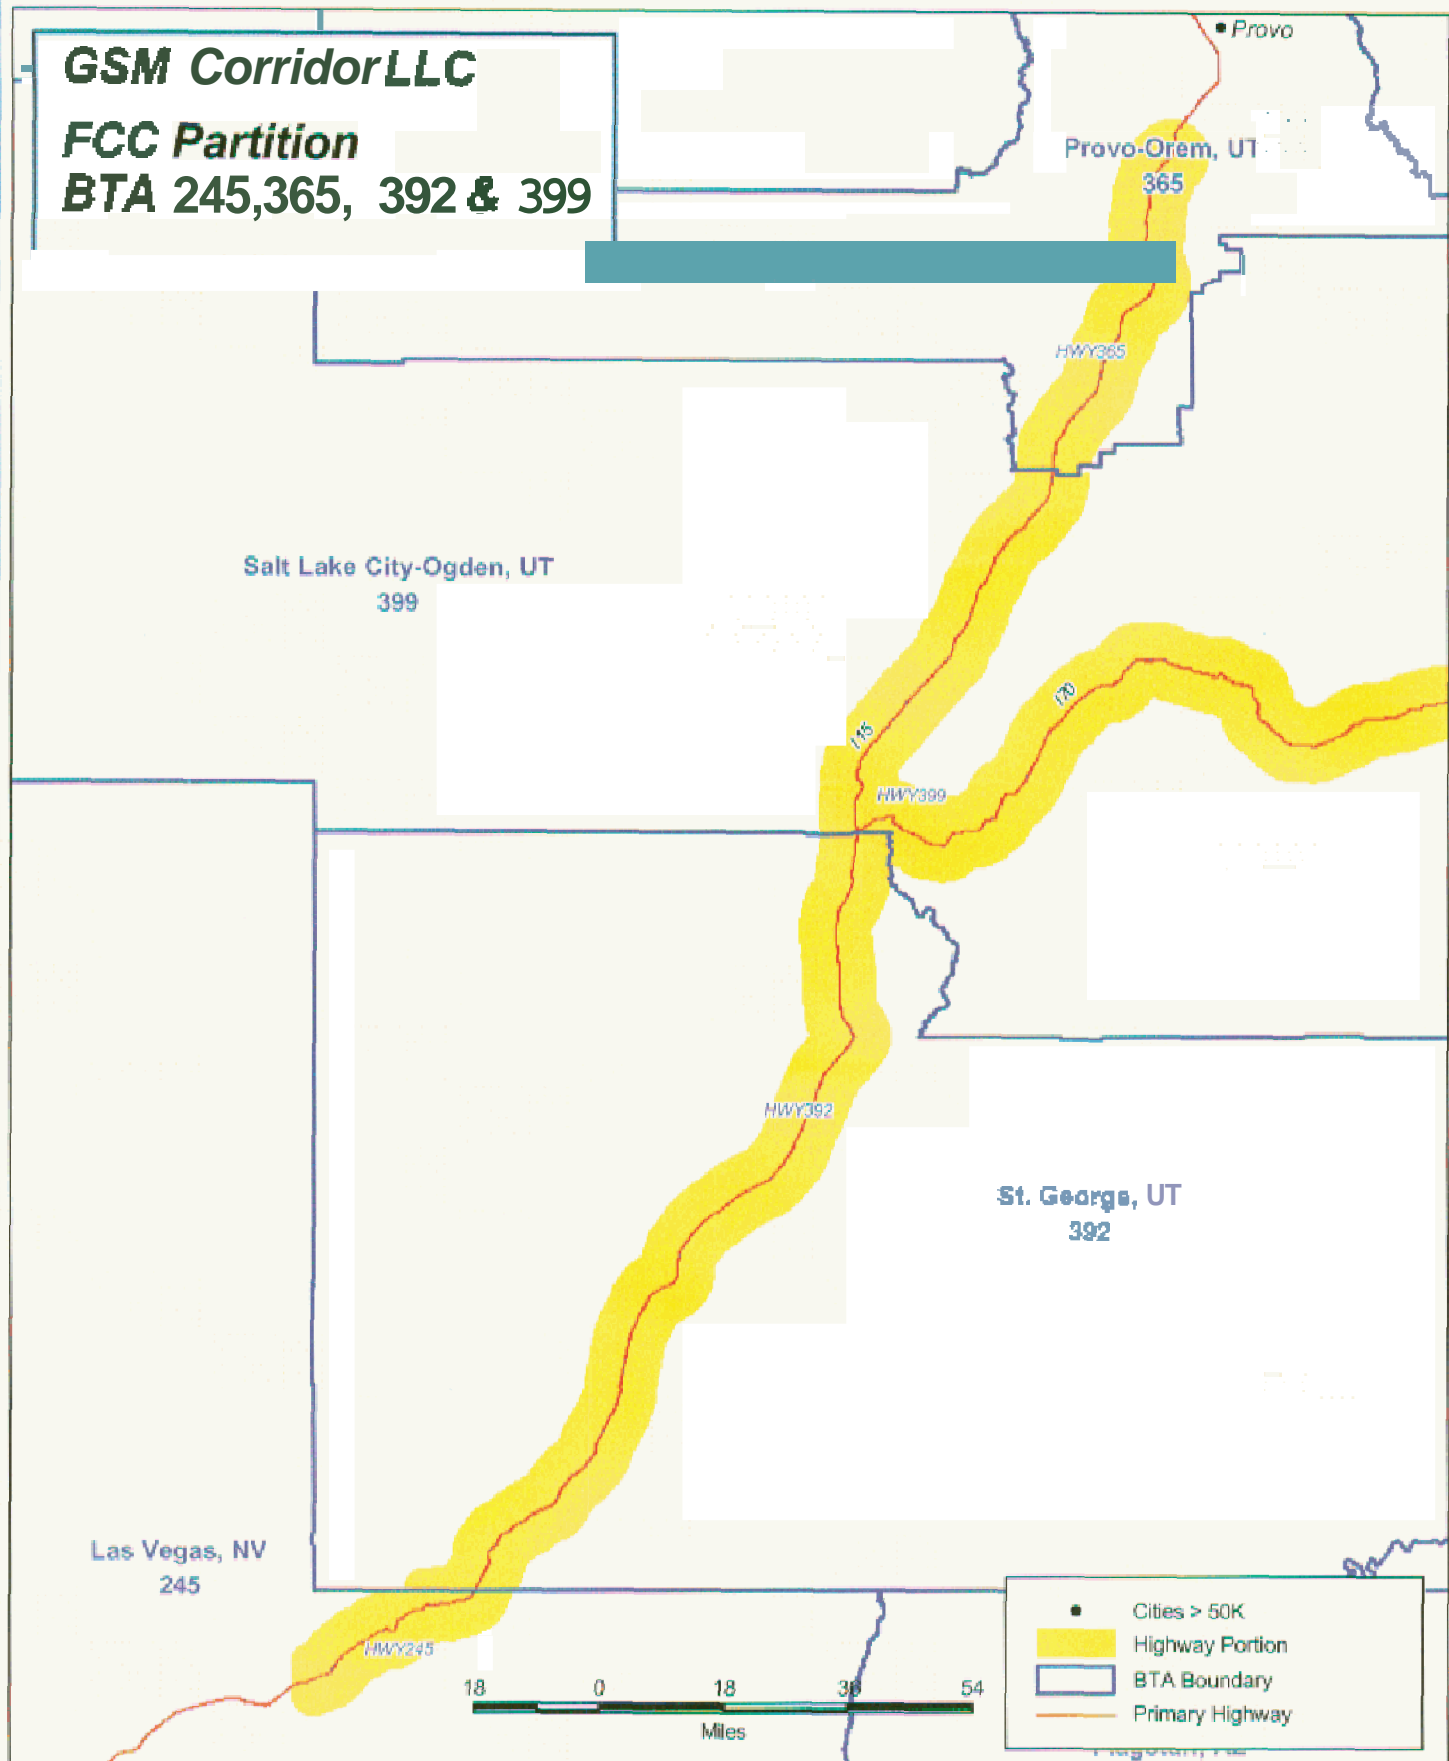 GSM Corridor LLC
FCC Partition
BTA 245,365, 392 & 399
Provo
Provo-Orem, UT
365
HWY365
Salt Lake City-Ogden, UT
399
I70
I15
HWY399
HWY392
St. George, UT
392
Las Vegas, NV
245
HWY245
18 0 18 36 54
Miles
Cities > 50K
Highway Portion
BTA Boundary
Primary Highway